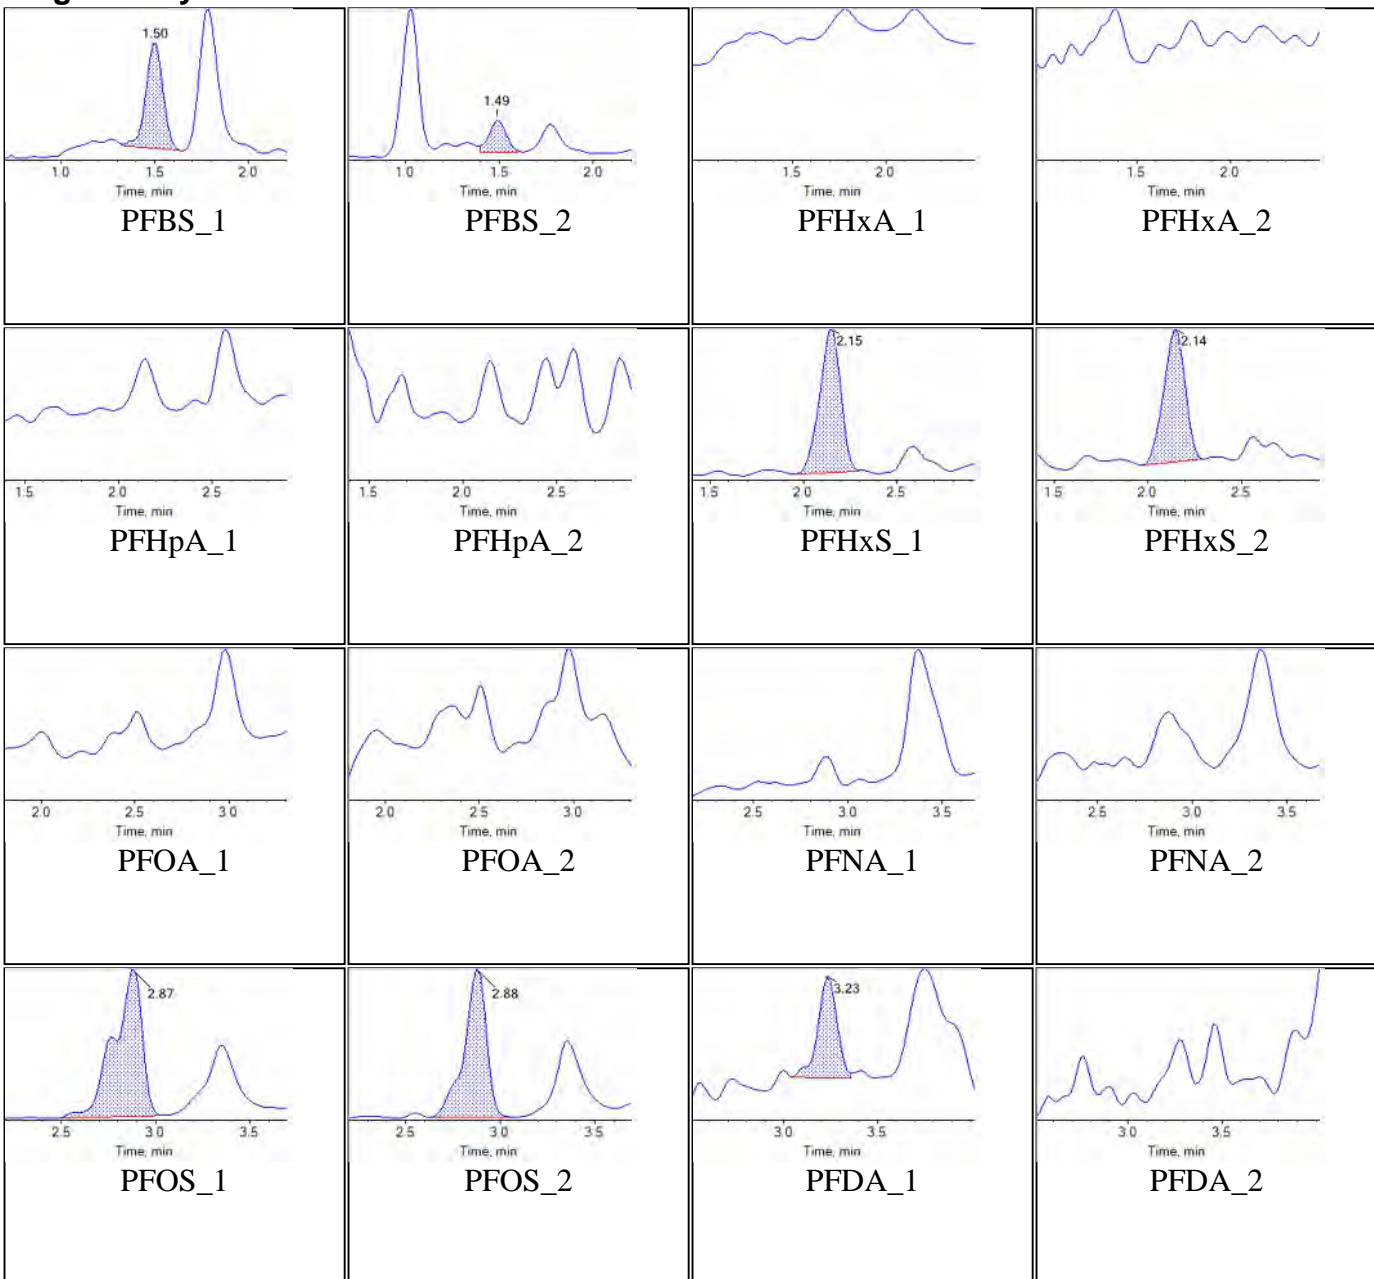 1.50
1.0 1.5 2.0
Time, min
PFBS_1
1.49
1.0 1.5 2.0
Time, min
PFBS_2
1.5 2.0
Time, min
PFHxA_1
1.5 2.0
Time, min
PFHxA_2
1.5 2.0 2.5
Time, min
PFHpA_1
1.5 2.0 2.5
Time, min
PFHpA_2
2.15
1.5 2.0 2.5
Time, min
PFHxS_1
2.14
1.5 2.0 2.5
Time, min
PFHxS_2
2.0 2.5 3.0
Time, min
PFOA_1
2.0 2.5 3.0
Time, min
PFOA_2
2.5 3.0 3.5
Time, min
PFNA_1
2.5 3.0 3.5
Time, min
PFNA_2
2.87
2.5 3.0 3.5
Time, min
PFOS_1
2.88
2.5 3.0 3.5
Time, min
PFOS_2
3.23
3.0 3.5
Time, min
PFDA_1
3.0 3.5
Time, min
PFDA_2